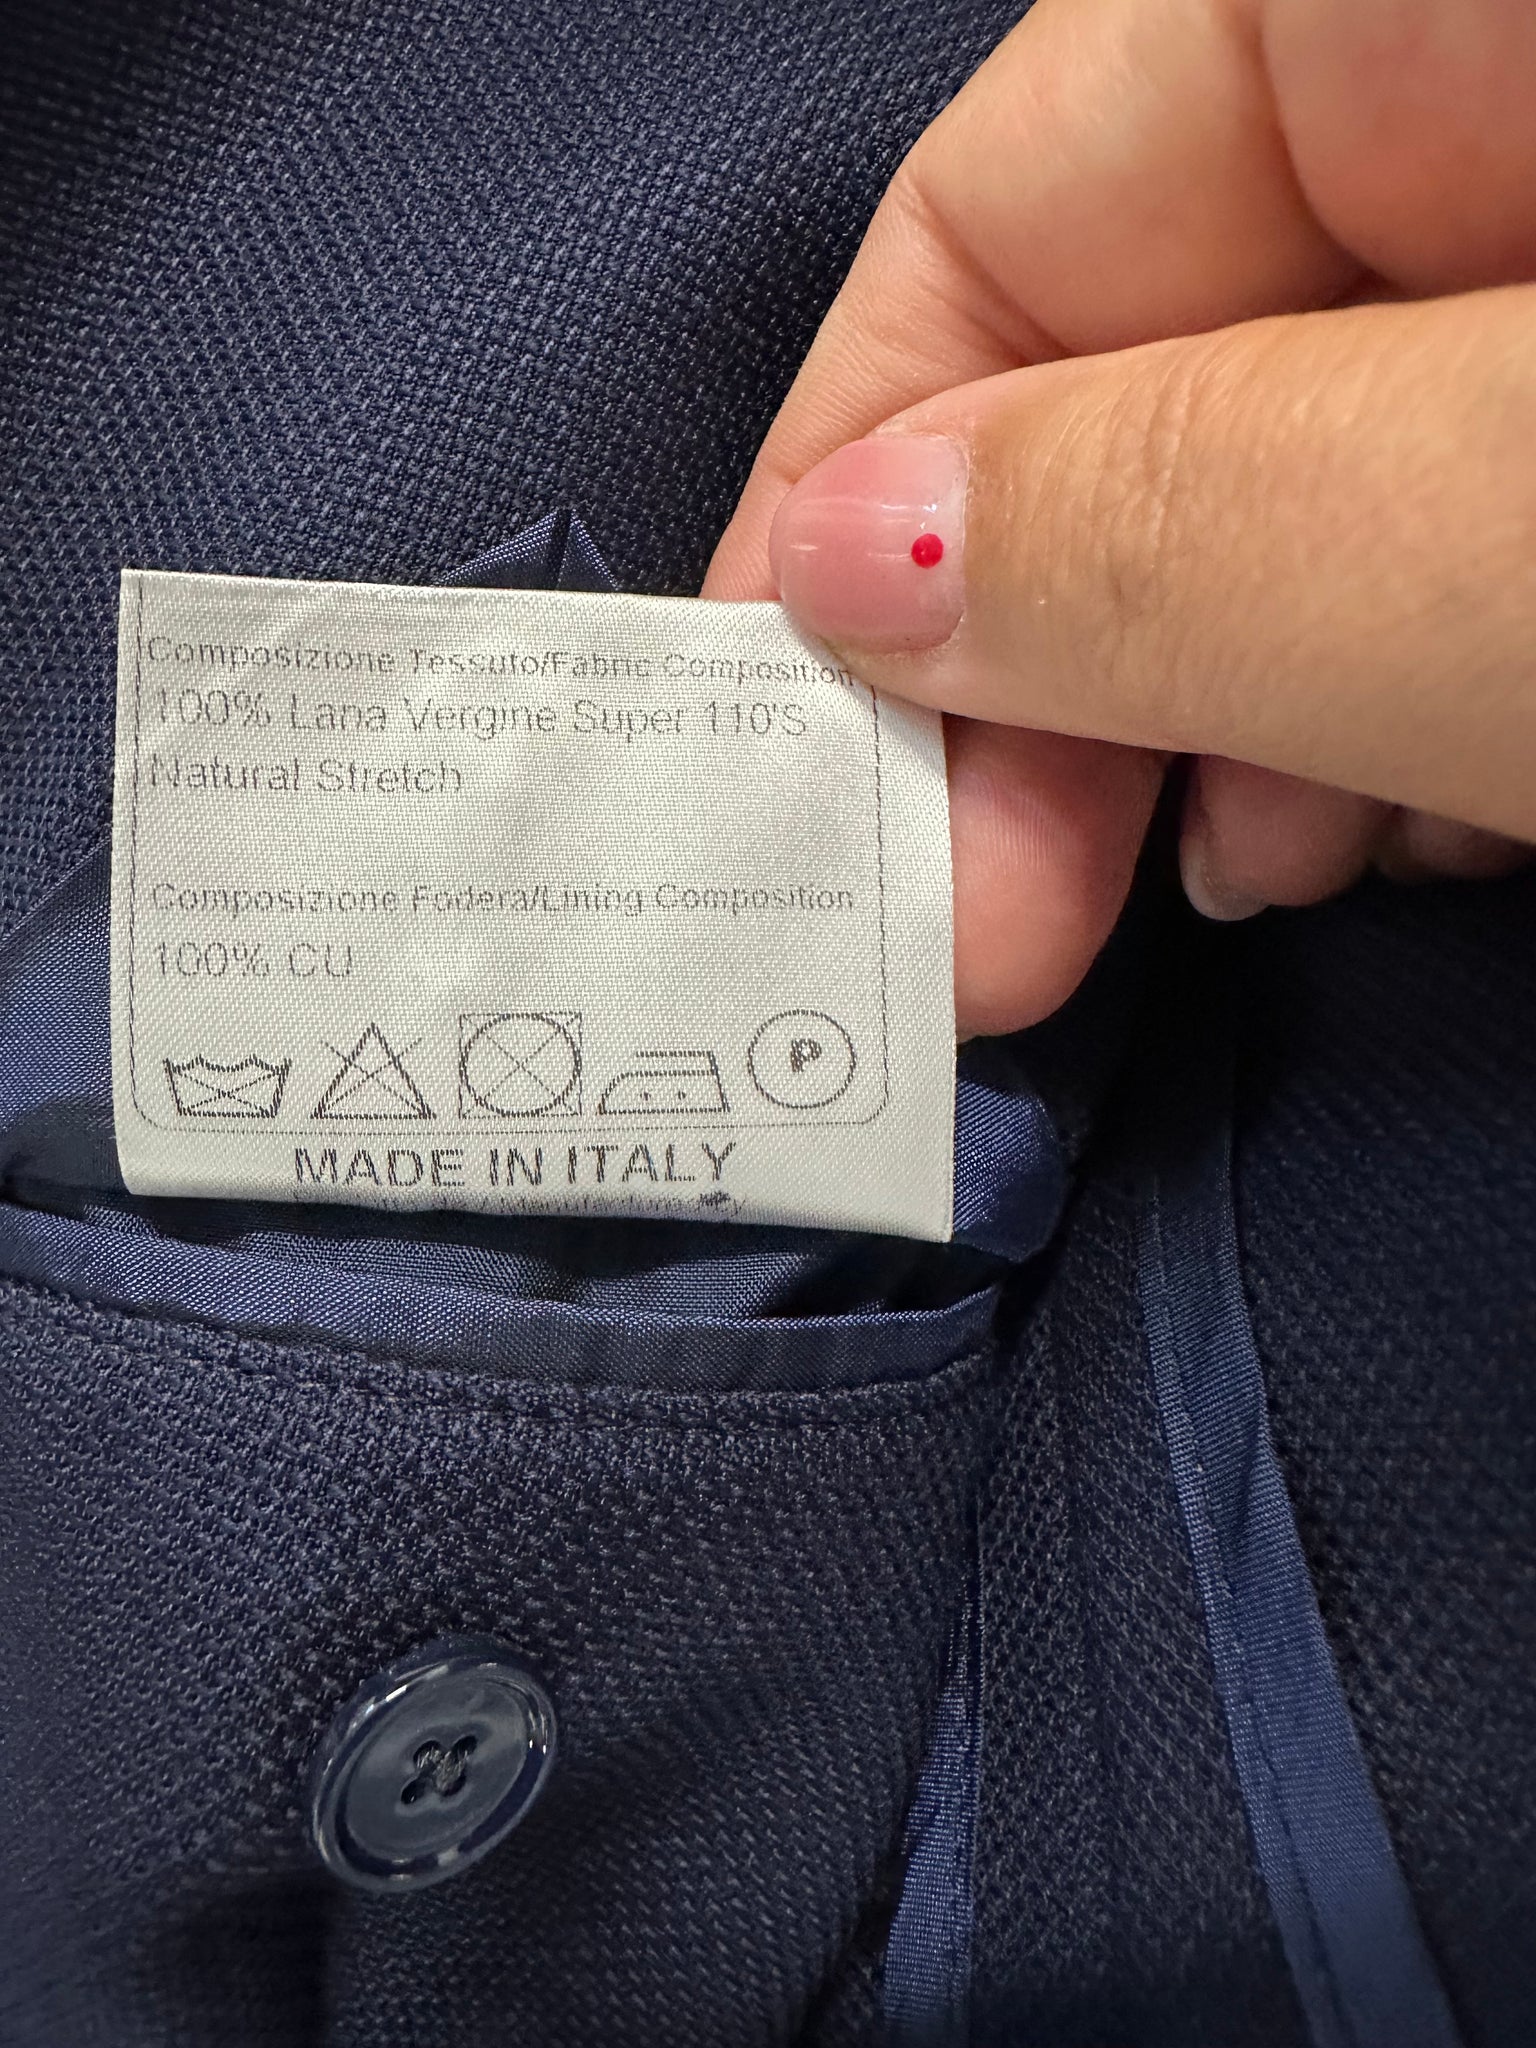 Composizione Tessuto/Fabric Composition
100% Lana Vergine Super 110'S
Natural Stretch
Composizione Fodera/Lining Composition
100% CU
P
MADE IN ITALY